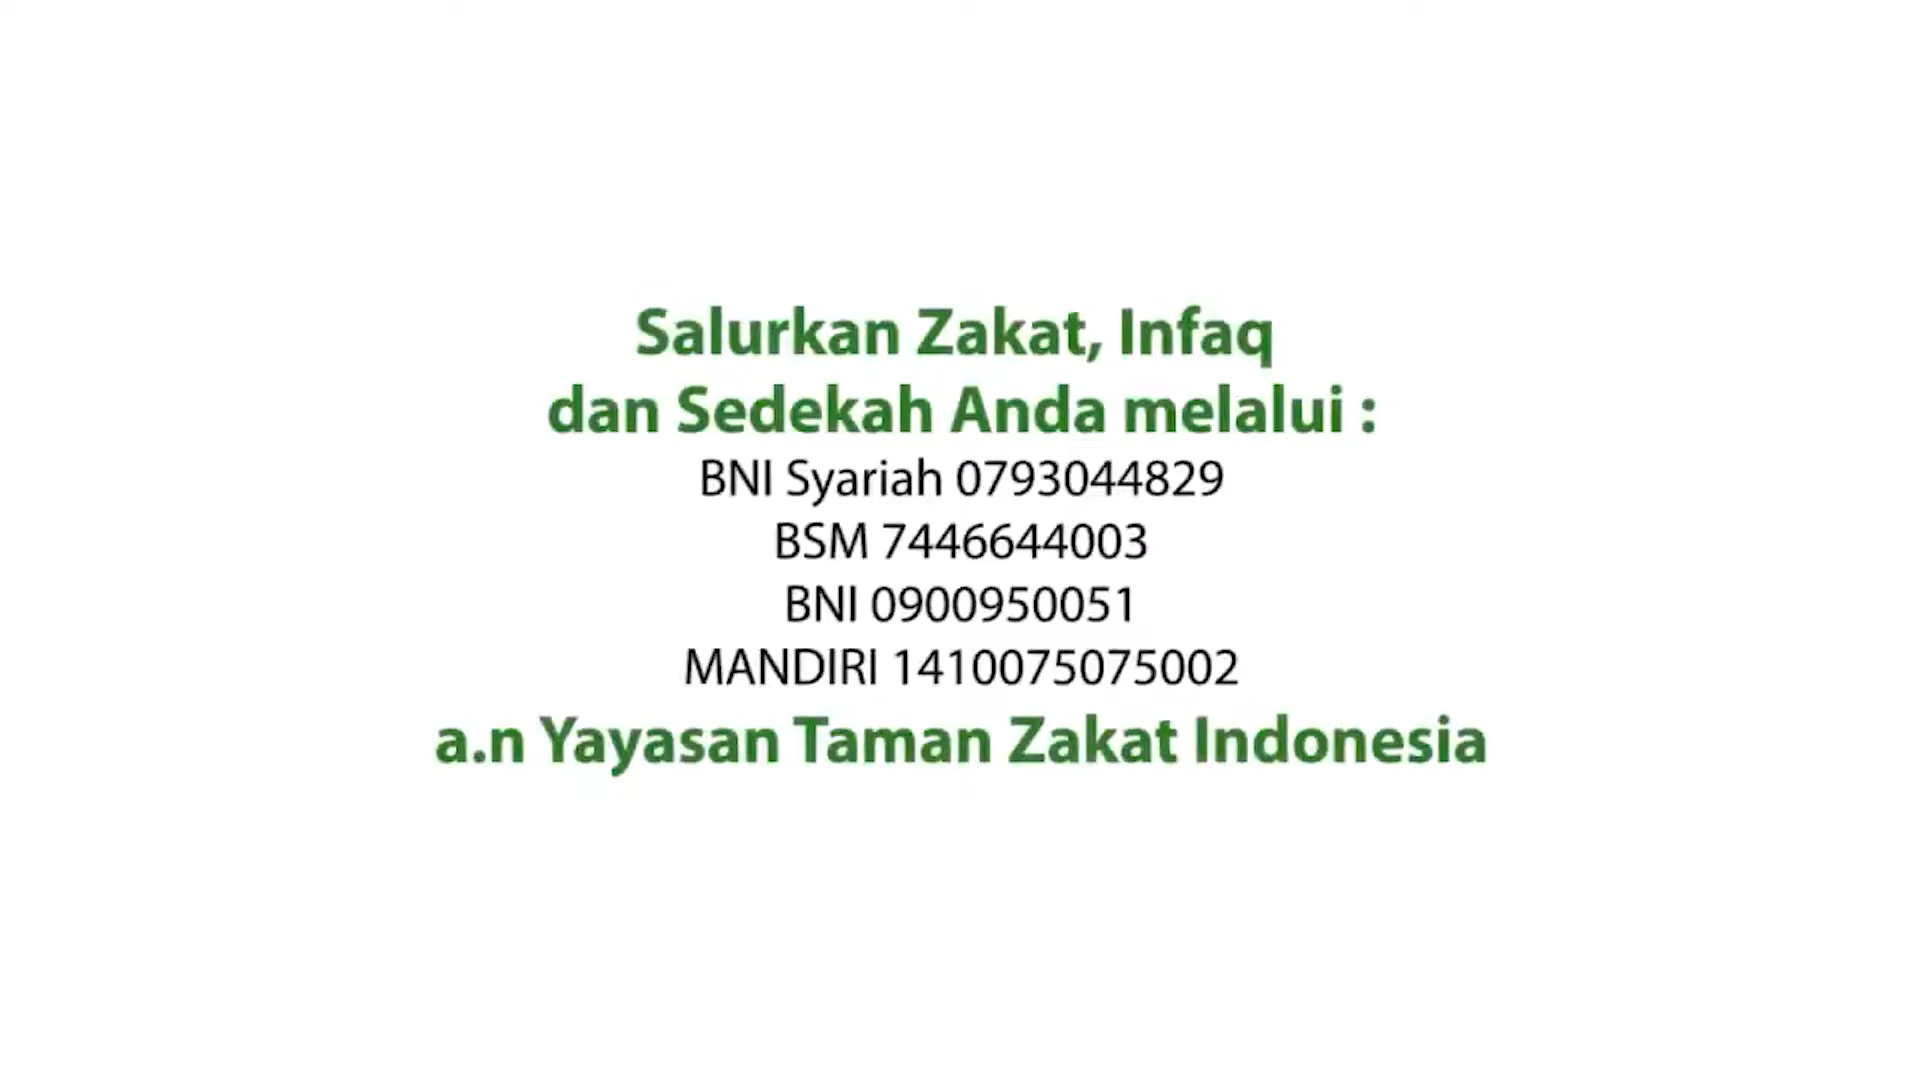 Salurkan Zakat, Infaq
dan Sedekah Anda melalui :
BNI Syariah 0793044829
BSM 7446644003
BNI 0900950051
MANDIRI 1410075075002
a.n Yayasan Taman Zakat Indonesia